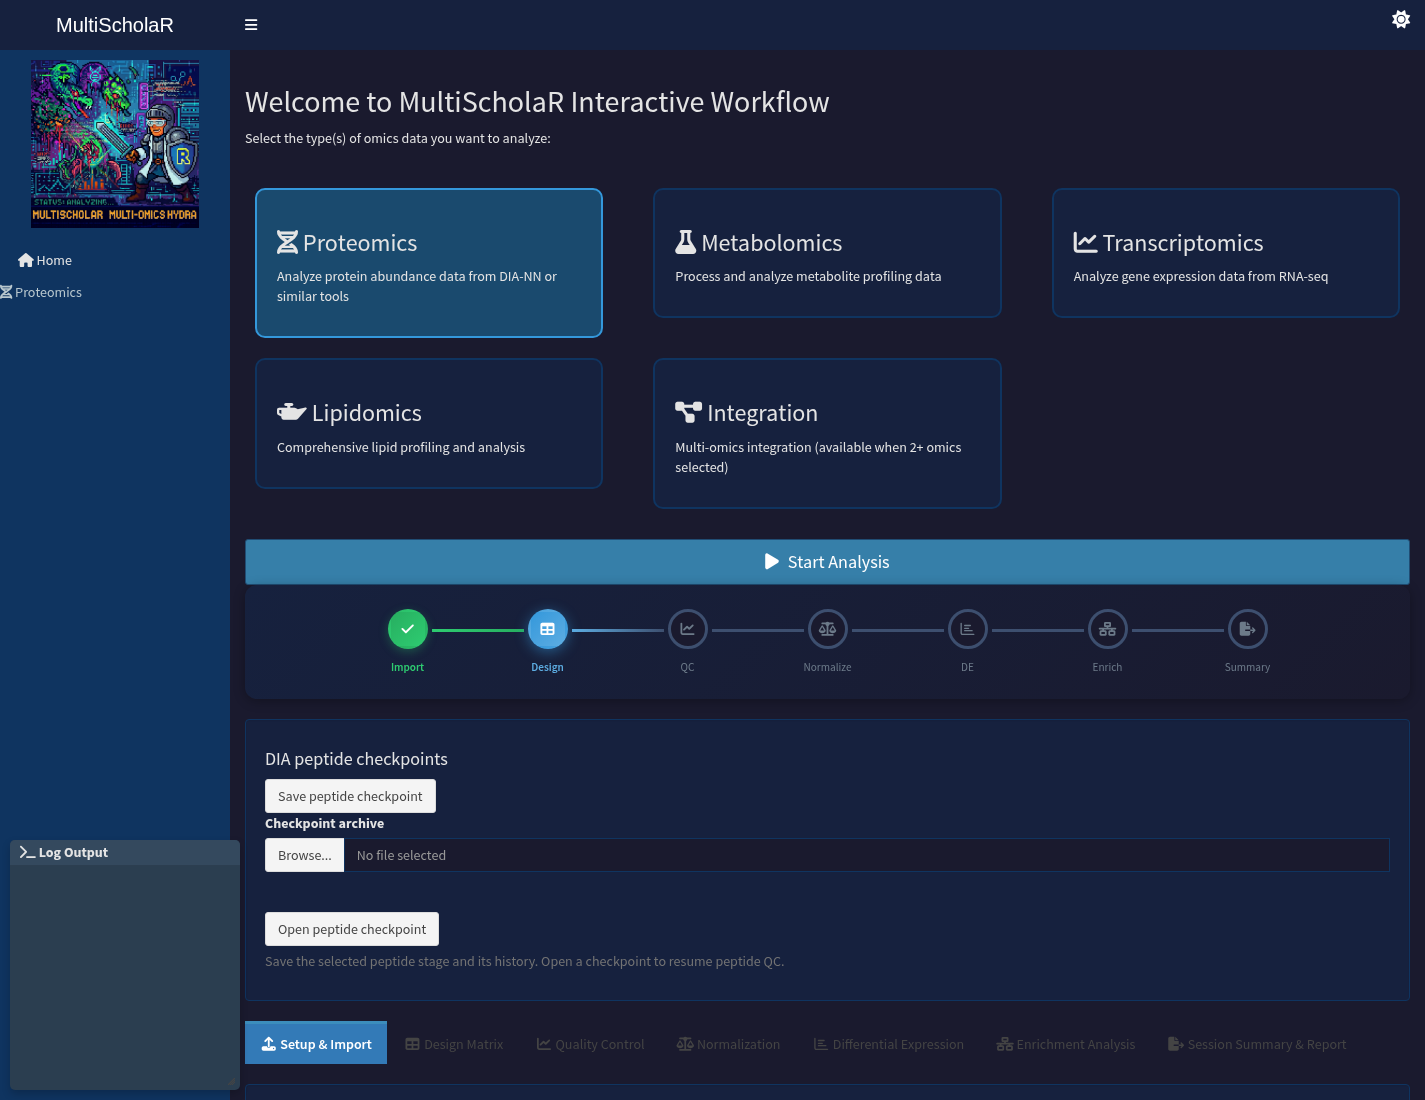 MultiScholaR
STATUS: ANALYZING...
MULTISCHOLAR MULTI-OMICS HYDRA
R
Home
Proteomics
Welcome to MultiScholaR Interactive Workflow
Select the type(s) of omics data you want to analyze:
Proteomics
Analyze protein abundance data from DIA-NN or
similar tools
Metabolomics
Process and analyze metabolite profiling data
Transcriptomics
Analyze gene expression data from RNA-seq
Lipidomics
Comprehensive lipid profiling and analysis
Integration
Multi-omics integration (available when 2+ omics
selected)
Start Analysis
Import
Design
QC
Normalize
DE
Enrich
Summary
DIA peptide checkpoints
Save peptide checkpoint
Checkpoint archive
Browse... No file selected
Open peptide checkpoint
Save the selected peptide stage and its history. Open a checkpoint to resume peptide QC.
Log Output
Setup & Import
Design Matrix
Quality Control
Normalization
Differential Expression
Enrichment Analysis
Session Summary & Report